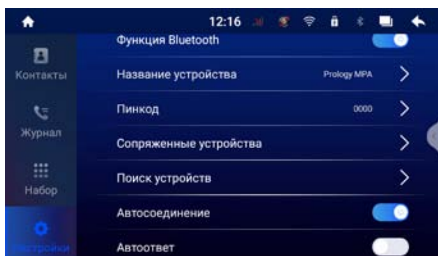 12:16
Функция Bluetooth
Контакты
Название устройства Prology MPA
Пинкод 0000
Журнал
Сопряженные устройства
Поиск устройств
Набор
Автосоединение
Настройки
Автоответ